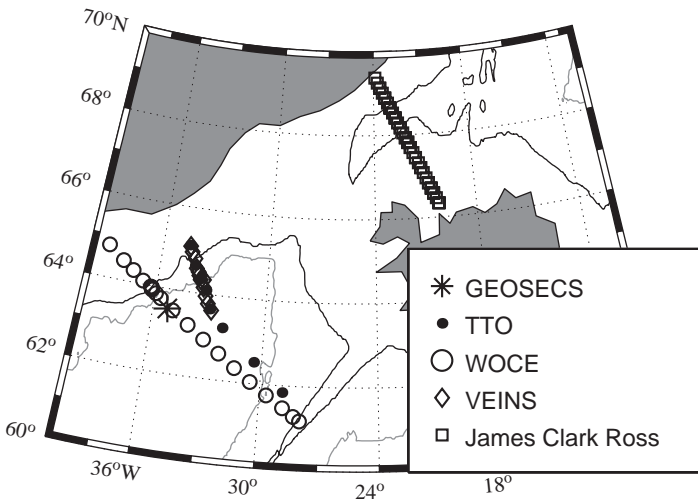 70°N
68°
66°
64°
62°
60°
36°W
30°
24°
18°
GEOSECS
TTO
WOCE
VEINS
James Clark Ross